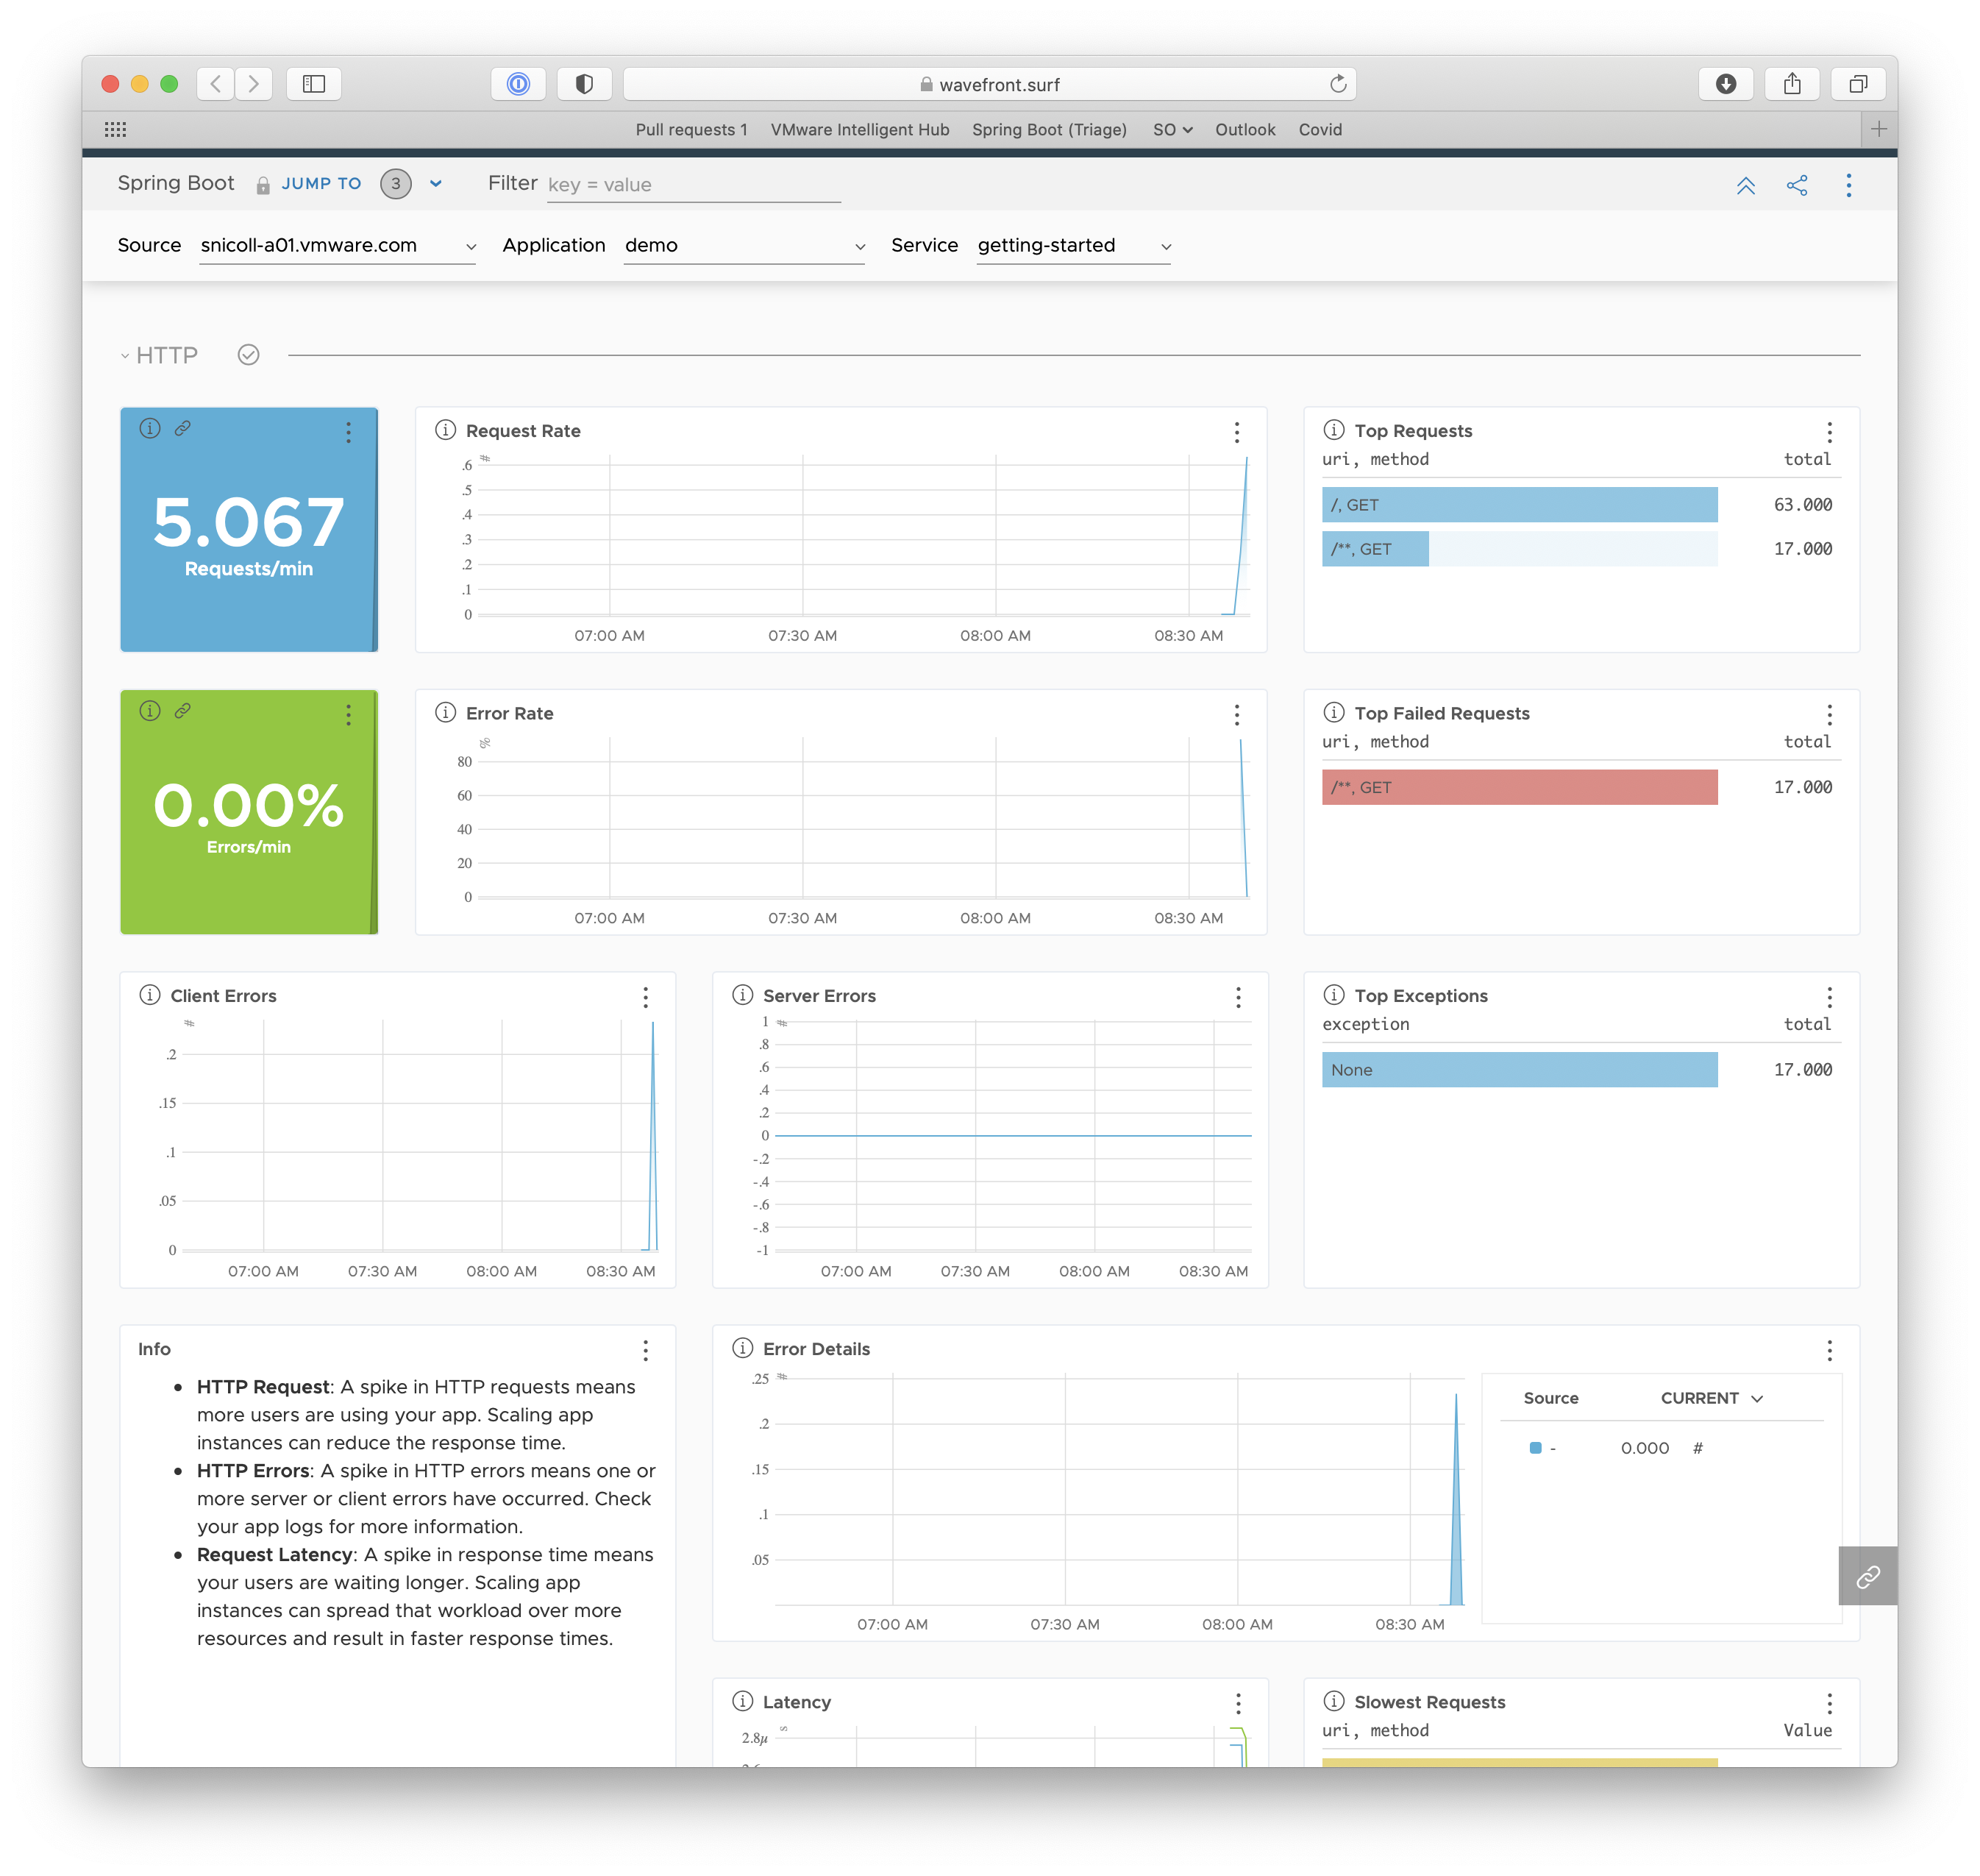 wavefront.surf
Pull requests 1 VMware Intelligent Hub Spring Boot (Triage) SO Outlook Covid
Spring Boot JUMP TO 3 Filter key = value
Source snicoll-a01.vmware.com Application demo Service getting-started
HTTP
5.067
Requests/min
Request Rate
#
.6
.5
.4
.3
.2
.1
0
07:00 AM 07:30 AM 08:00 AM 08:30 AM
Top Requests
uri, method total
/, GET 63.000
/**, GET 17.000
0.00%
Errors/min
Error Rate
%
80
60
40
20
0
07:00 AM 07:30 AM 08:00 AM 08:30 AM
Top Failed Requests
uri, method total
/**, GET 17.000
Client Errors
#
.2
.15
.1
.05
0
07:00 AM 07:30 AM 08:00 AM 08:30 AM
Server Errors
1 #
.8
.6
.4
.2
0
-.2
-.4
-.6
-.8
-1
07:00 AM 07:30 AM 08:00 AM 08:30 AM
Top Exceptions
exception total
None 17.000
Info
• HTTP Request: A spike in HTTP requests means
more users are using your app. Scaling app
instances can reduce the response time.
• HTTP Errors: A spike in HTTP errors means one or
more server or client errors have occurred. Check
your app logs for more information.
• Request Latency: A spike in response time means
your users are waiting longer. Scaling app
instances can spread that workload over more
resources and result in faster response times.
Error Details
.25 #
.2
.15
.1
.05
07:00 AM 07:30 AM 08:00 AM 08:30 AM
Source CURRENT
- 0.000 #
Latency
s
2.8μ
Slowest Requests
uri, method Value